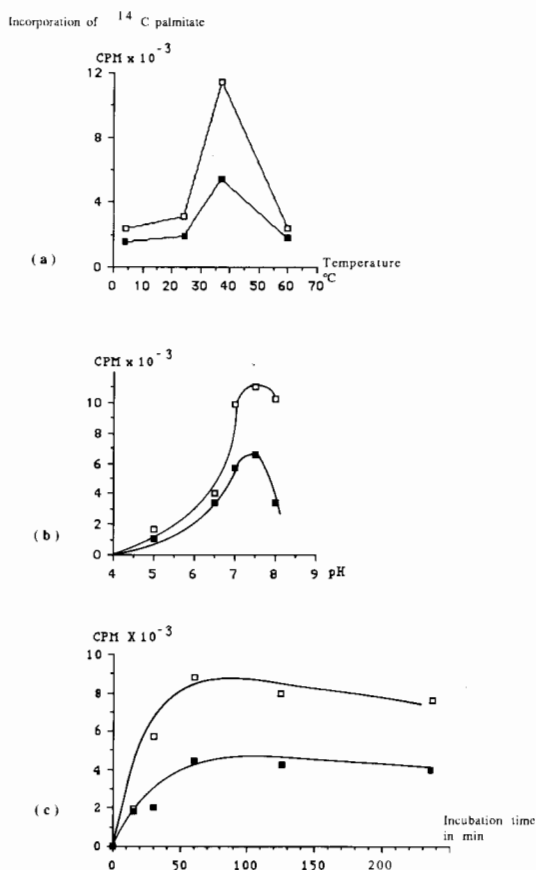 Incorporation of 14 C palmitate
CPM x 10 -3
12
8
4
0
0 10 20 30 40 50 60 70
Temperature
°C
(a)
CPM x 10 -3
10
8
6
4
2
0
4 5 6 7 8 9
pH
(b)
CPM X 10 -3
10
8
6
4
2
0
0 50 100 150 200
Incubation time
in min
(c)